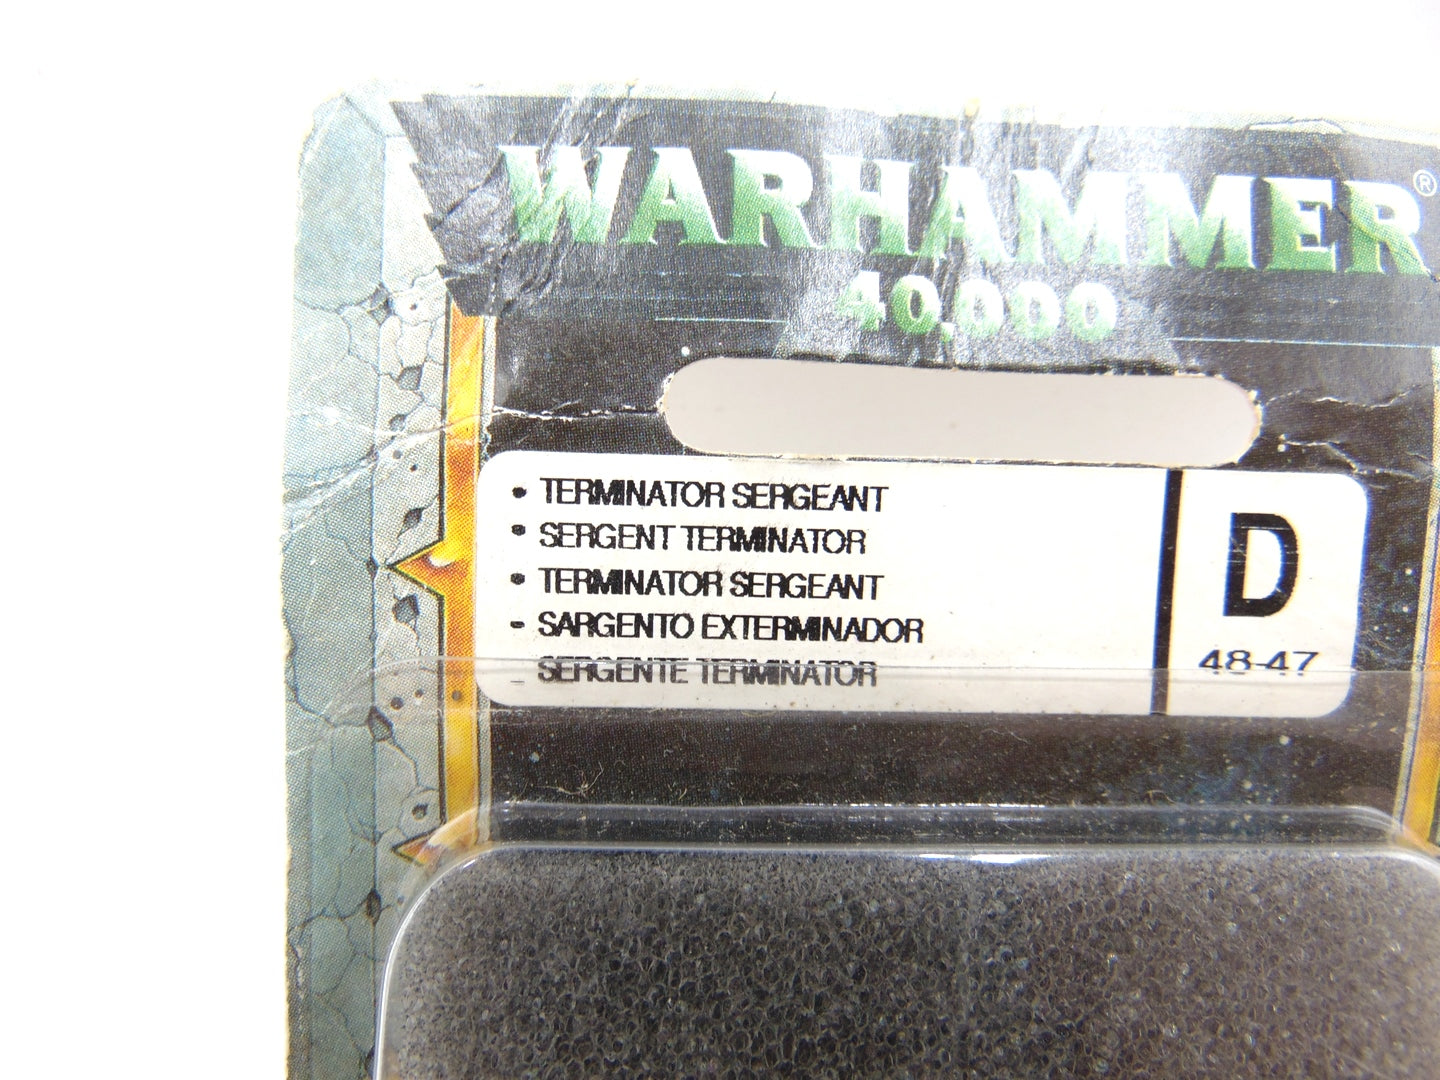 WARHAMMER®
40,000
• TERMINATOR SERGEANT
• SERGENT TERMINATOR
• TERMINATOR SERGEANT
- SARGENTO EXTERMINADOR
- SERGENTE TERMINATOR
D
48-47